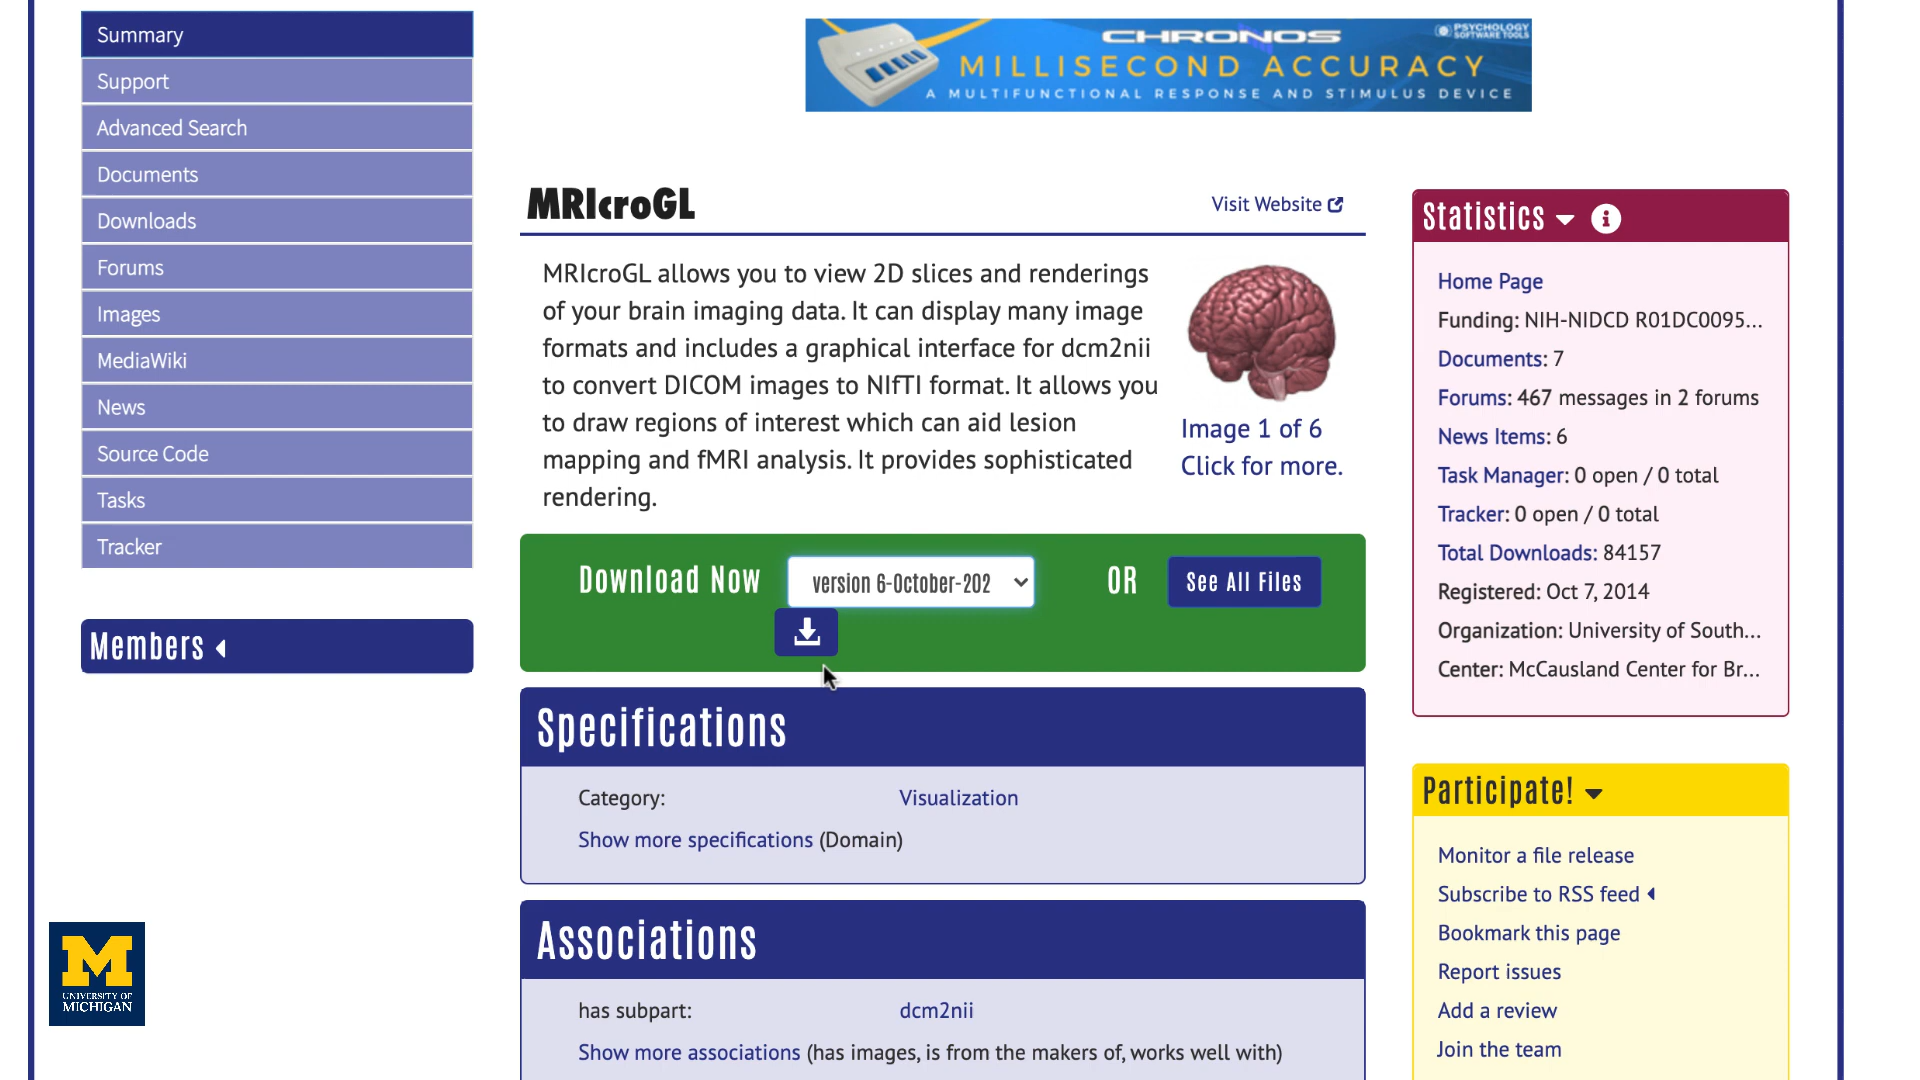 Summary
Support
Advanced Search
Documents
Downloads
Forums
Images
MediaWiki
News
Source Code
Tasks
Tracker
Members
UNIVERSITY OF
MICHIGAN
CHRONOS
PSYCHOLOGY
SOFTWARE TOOLS
MILLISECOND ACCURACY
A MULTIFUNCTIONAL RESPONSE AND STIMULUS DEVICE
MRIcroGL
Visit Website
MRIcroGL allows you to view 2D slices and renderings
of your brain imaging data. It can display many image
formats and includes a graphical interface for dcm2nii
to convert DICOM images to NIfTI format. It allows you
to draw regions of interest which can aid lesion
mapping and fMRI analysis. It provides sophisticated
rendering.
Image 1 of 6
Click for more.
Download Now
version 6-October-202
OR
See All Files
Specifications
Category: Visualization
Show more specifications (Domain)
Associations
has subpart: dcm2nii
Show more associations (has images, is from the makers of, works well with)
Statistics
Home Page
Funding: NIH-NIDCD R01DC0095...
Documents: 7
Forums: 467 messages in 2 forums
News Items: 6
Task Manager: 0 open / 0 total
Tracker: 0 open / 0 total
Total Downloads: 84157
Registered: Oct 7, 2014
Organization: University of South...
Center: McCausland Center for Br...
Participate!
Monitor a file release
Subscribe to RSS feed
Bookmark this page
Report issues
Add a review
Join the team